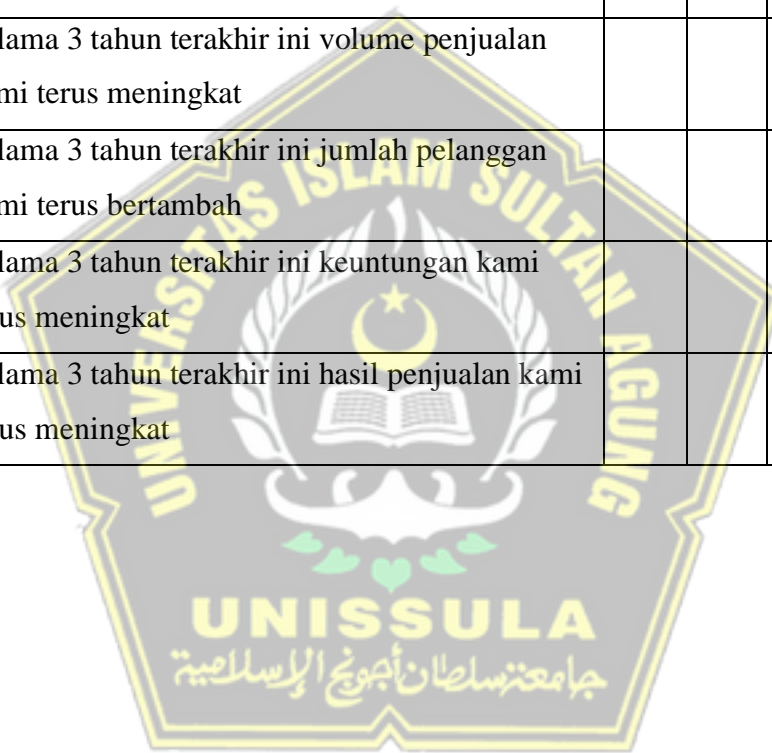 lama 3 tahun terakhir ini volume penjualan
mi terus meningkat
lama 3 tahun terakhir ini jumlah pelanggan
mi terus bertambah
lama 3 tahun terakhir ini keuntungan kami
us meningkat
lama 3 tahun terakhir ini hasil penjualan kami
us meningkat
UNIVERSITAS ISLAM SULTAN AGUNG
UNISSULA
جامعة سلطان أجونج الإسلامية